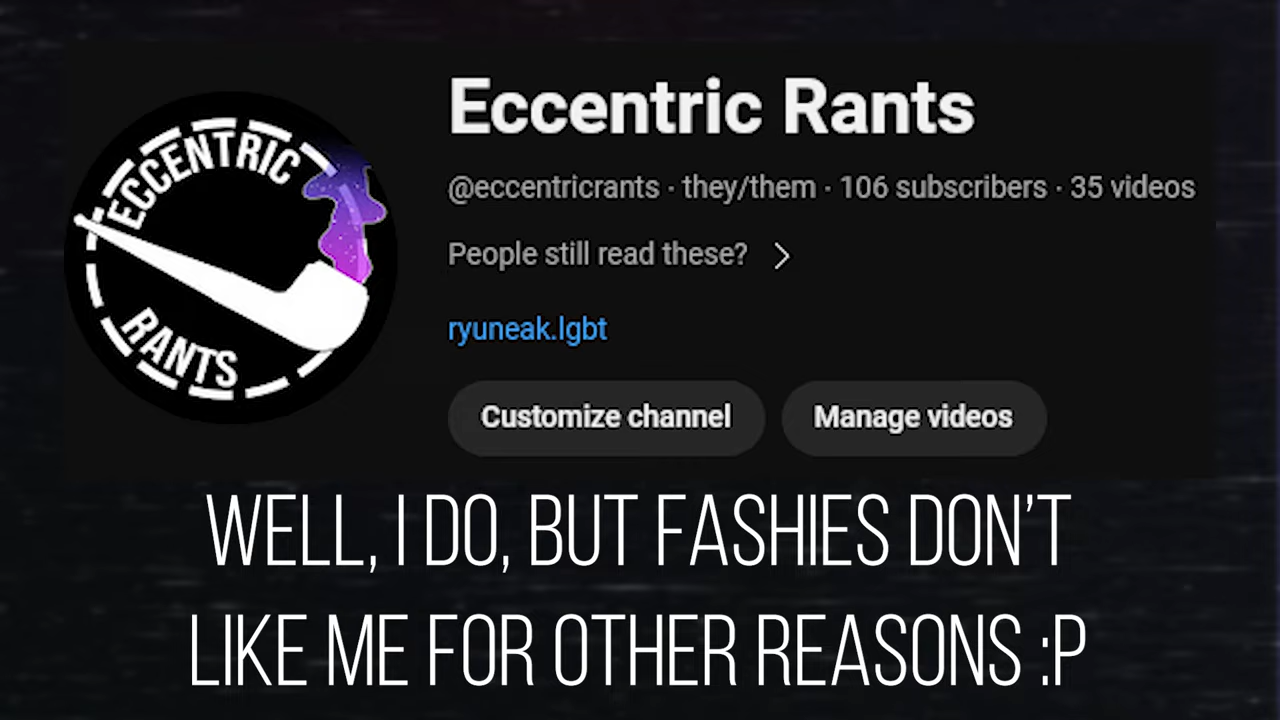 ECCENTRIC
RANTS
Eccentric Rants
@eccentricrants · they/them · 106 subscribers · 35 videos
People still read these?
ryuneak.lgbt
Customize channel Manage videos
WELL, I DO, BUT FASHIES DON'T
LIKE ME FOR OTHER REASONS :P